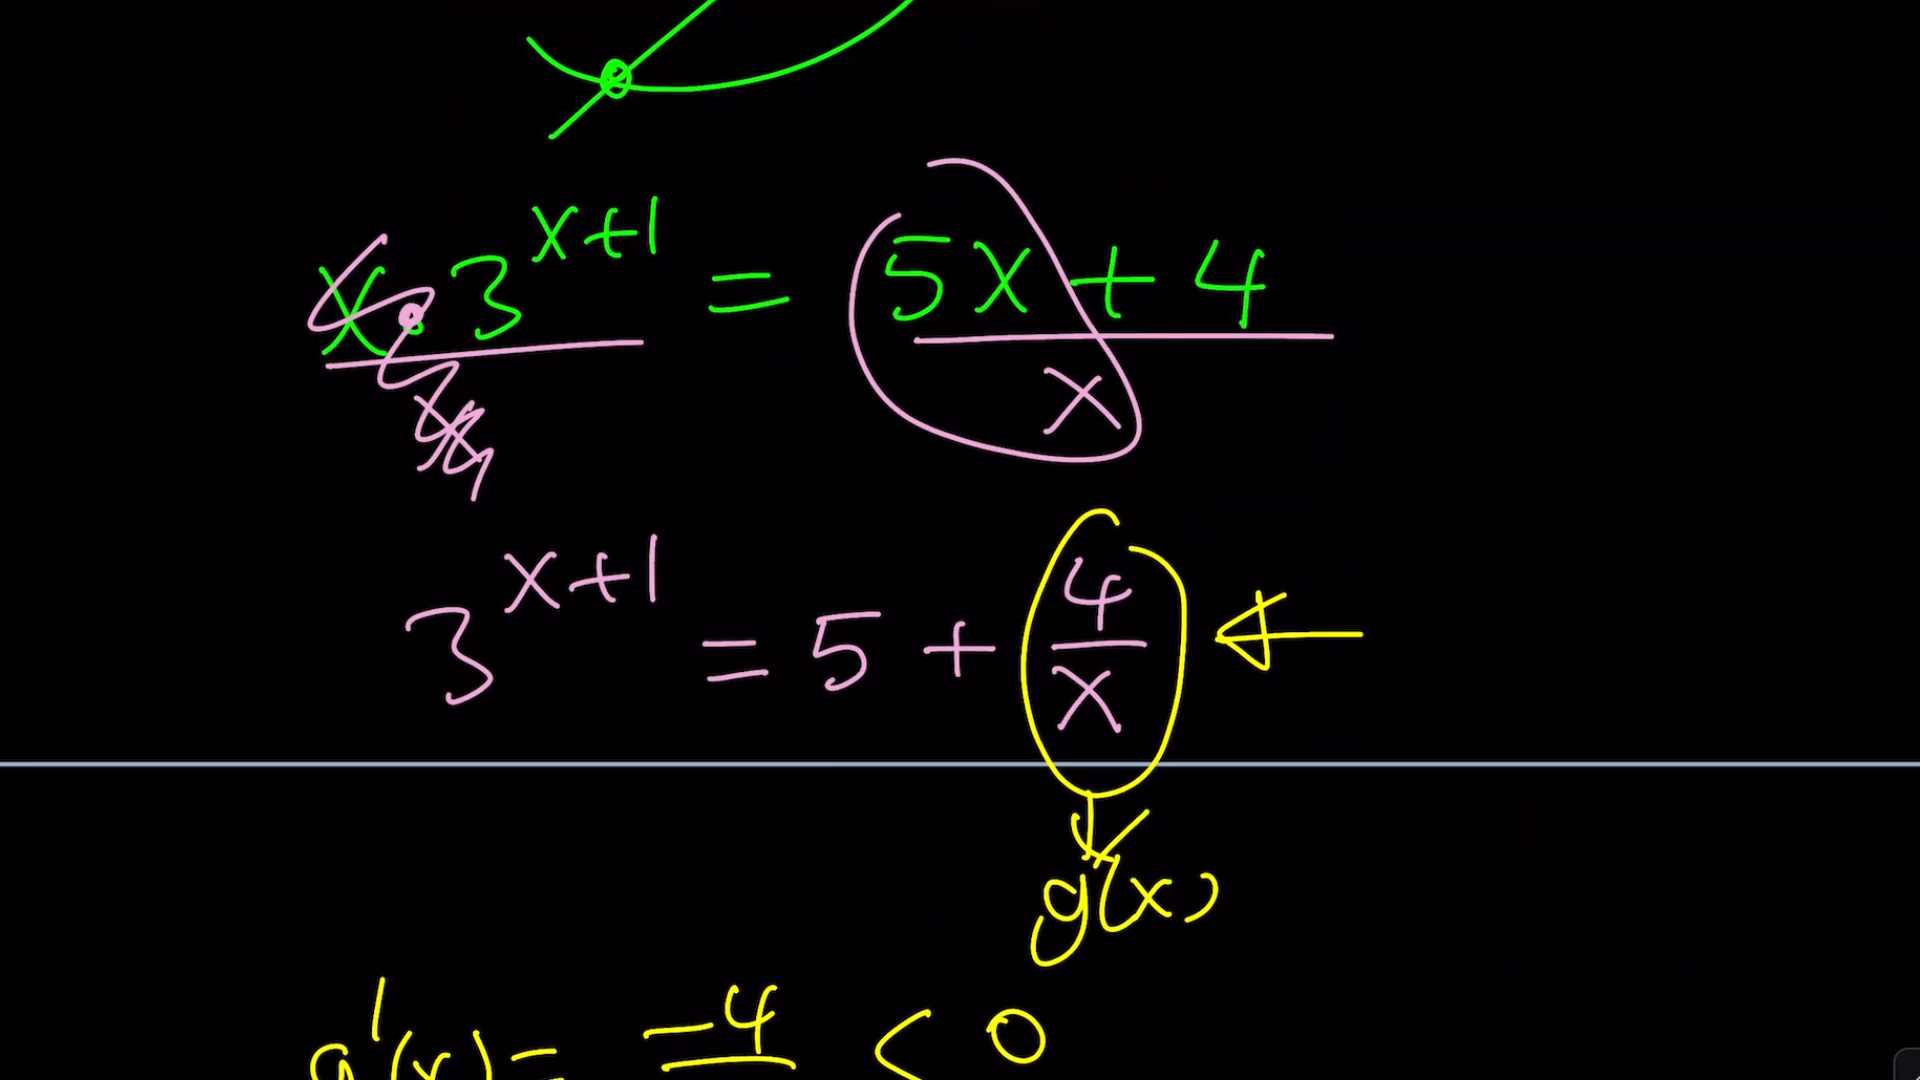 x·3^(x+1) / x = (5x+4) / x
3^(x+1) = 5 + 4/x
g(x)
g'(x) = -4 < 0